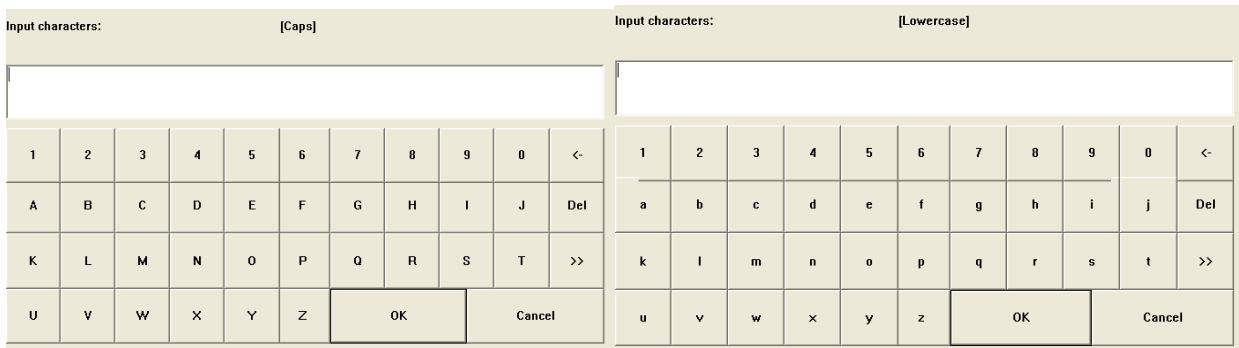 Input characters: [Caps]
1 2 3 4 5 6 7 8 9 0 <-
A B C D E F G H I J Del
K L M N O P Q R S T >>
U V W X Y Z OK Cancel
Input characters: [Lowercase]
1 2 3 4 5 6 7 8 9 0 <-
a b c d e f g h i j Del
k l m n o p q r s t >>
u v w x y z OK Cancel